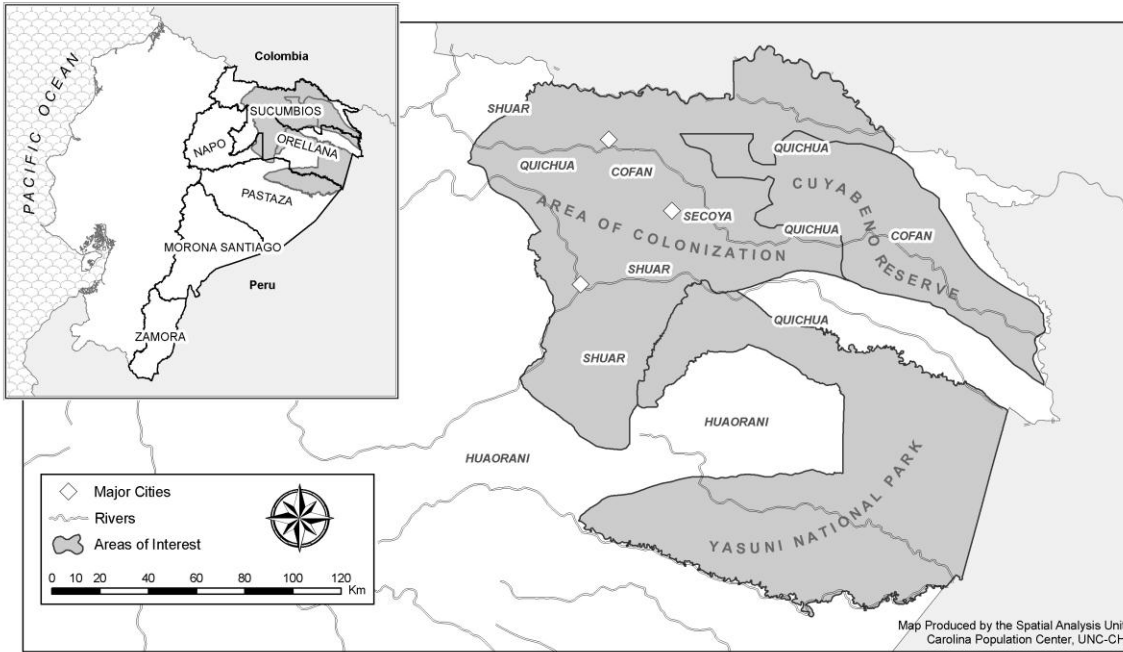 PACIFIC OCEAN
Colombia
SUCUMBIOS
NAPO
ORELLANA
PASTAZA
MORONA SANTIAGO
Peru
ZAMORA
SHUAR
QUICHUA
QUICHUA
COFAN
CUYABENO RESERVE
AREA OF COLONIZATION
SECOYA
QUICHUA
COFAN
SHUAR
QUICHUA
SHUAR
HUAORANI
HUAORANI
YASUNI NATIONAL PARK
Major Cities
Rivers
Areas of Interest
0 10 20 40 60 80 100 120
Km
Map Produced by the Spatial Analysis Unit
Carolina Population Center, UNC-CH